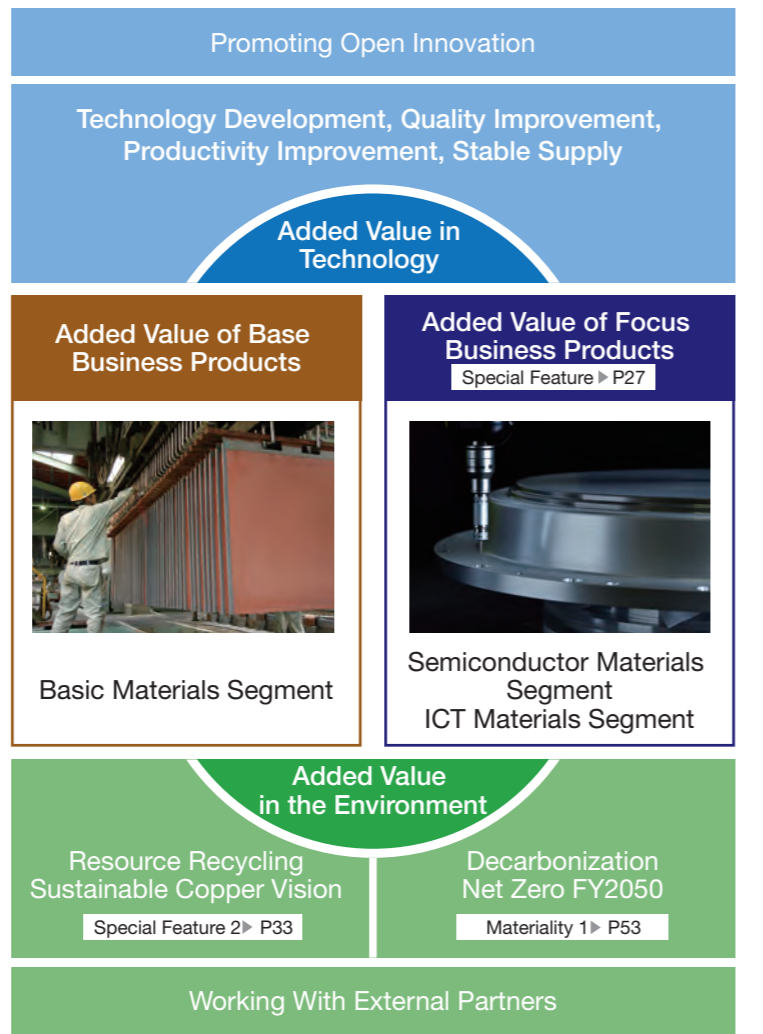 Promoting Open Innovation
Technology Development, Quality Improvement,
Productivity Improvement, Stable Supply
Added Value in
Technology
Added Value of Base
Business Products
Basic Materials Segment
Added Value of Focus
Business Products
Special Feature ▶ P27
Semiconductor Materials
Segment
ICT Materials Segment
Added Value
in the Environment
Resource Recycling
Sustainable Copper Vision
Special Feature 2▶ P33
Decarbonization
Net Zero FY2050
Materiality 1▶ P53
Working With External Partners